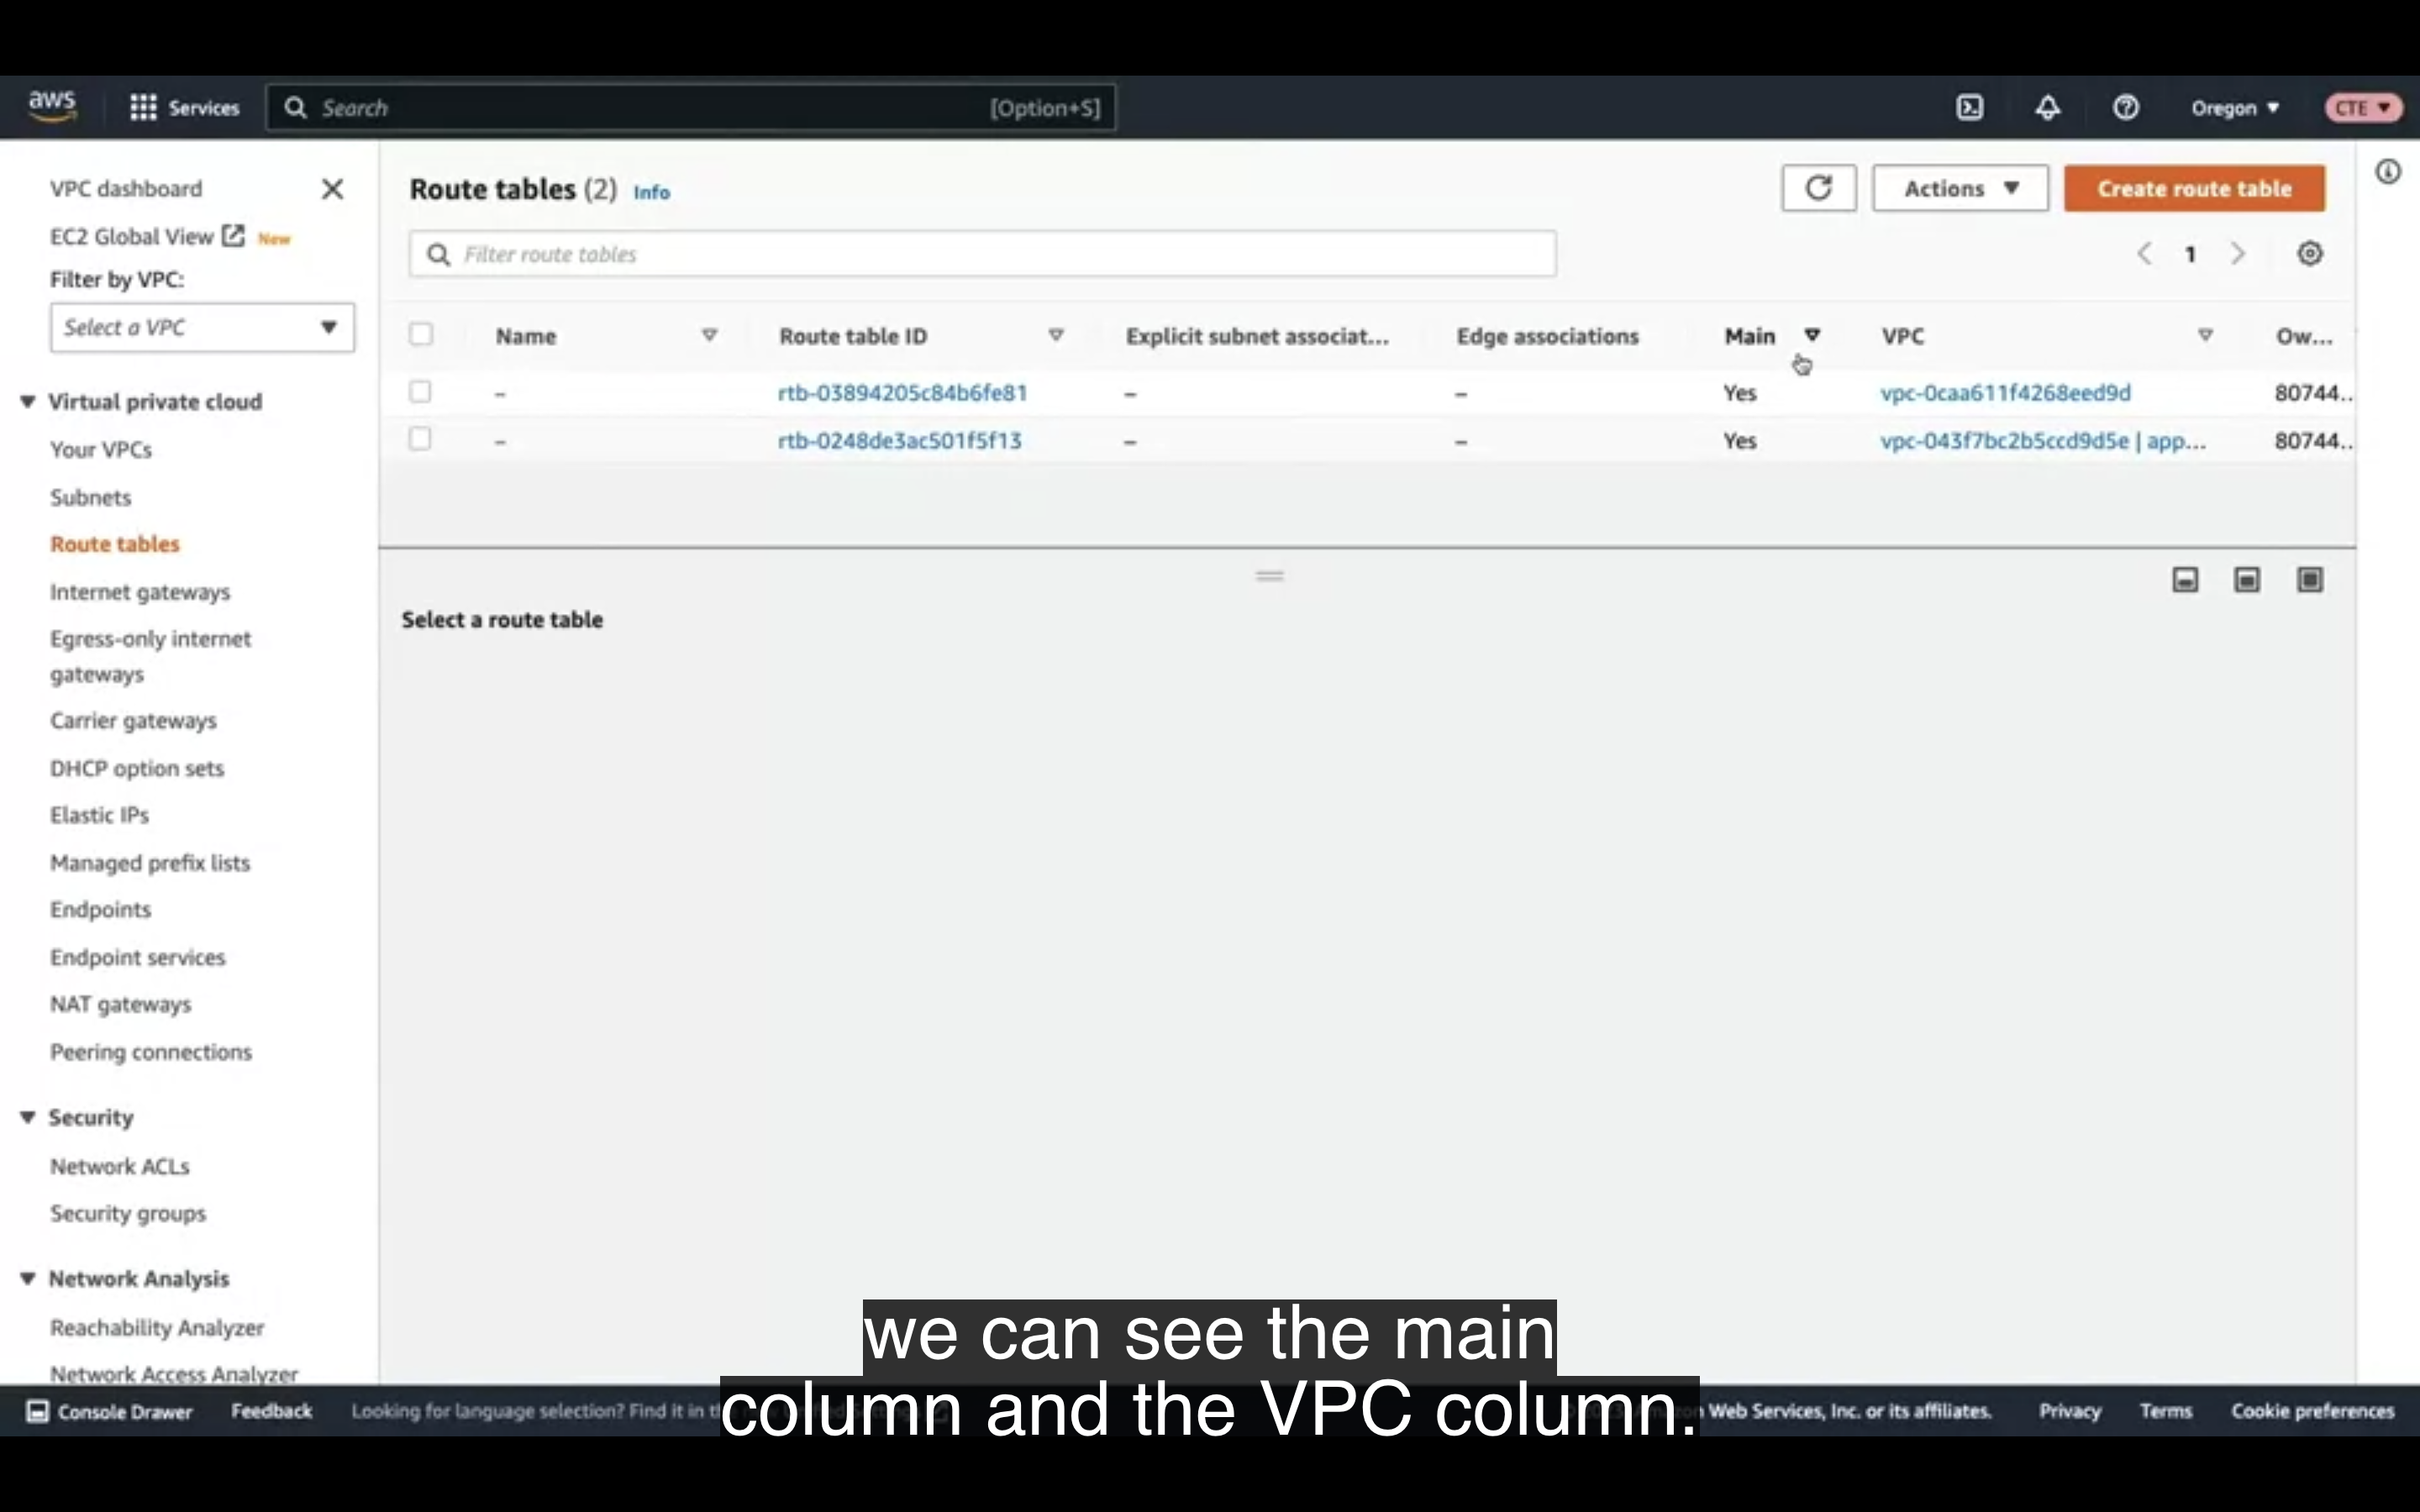 aws
Services
Search
[Option+S]
Oregon
CTE
VPC dashboard
EC2 Global View New
Filter by VPC:
Select a VPC
Virtual private cloud
Your VPCs
Subnets
Route tables
Internet gateways
Egress-only internet
gateways
Carrier gateways
DHCP option sets
Elastic IPs
Managed prefix lists
Endpoints
Endpoint services
NAT gateways
Peering connections
Security
Network ACLs
Security groups
Network Analysis
Reachability Analyzer
Network Access Analyzer
Route tables (2) Info
Actions
Create route table
Filter route tables
1
Name Route table ID Explicit subnet associat... Edge associations Main VPC Ow...
– rtb-03894205c84b6fe81 – – Yes vpc-0caa611f4268eed9d 80744..
– rtb-0248de3ac501f5f13 – – Yes vpc-043f7bc2b5ccd9d5e | app... 80744..
Select a route table
we can see the main
column and the VPC column.
Console Drawer Feedback Looking for language selection? Find it in Web Services, Inc. or its affiliates. Privacy Terms Cookie preferences